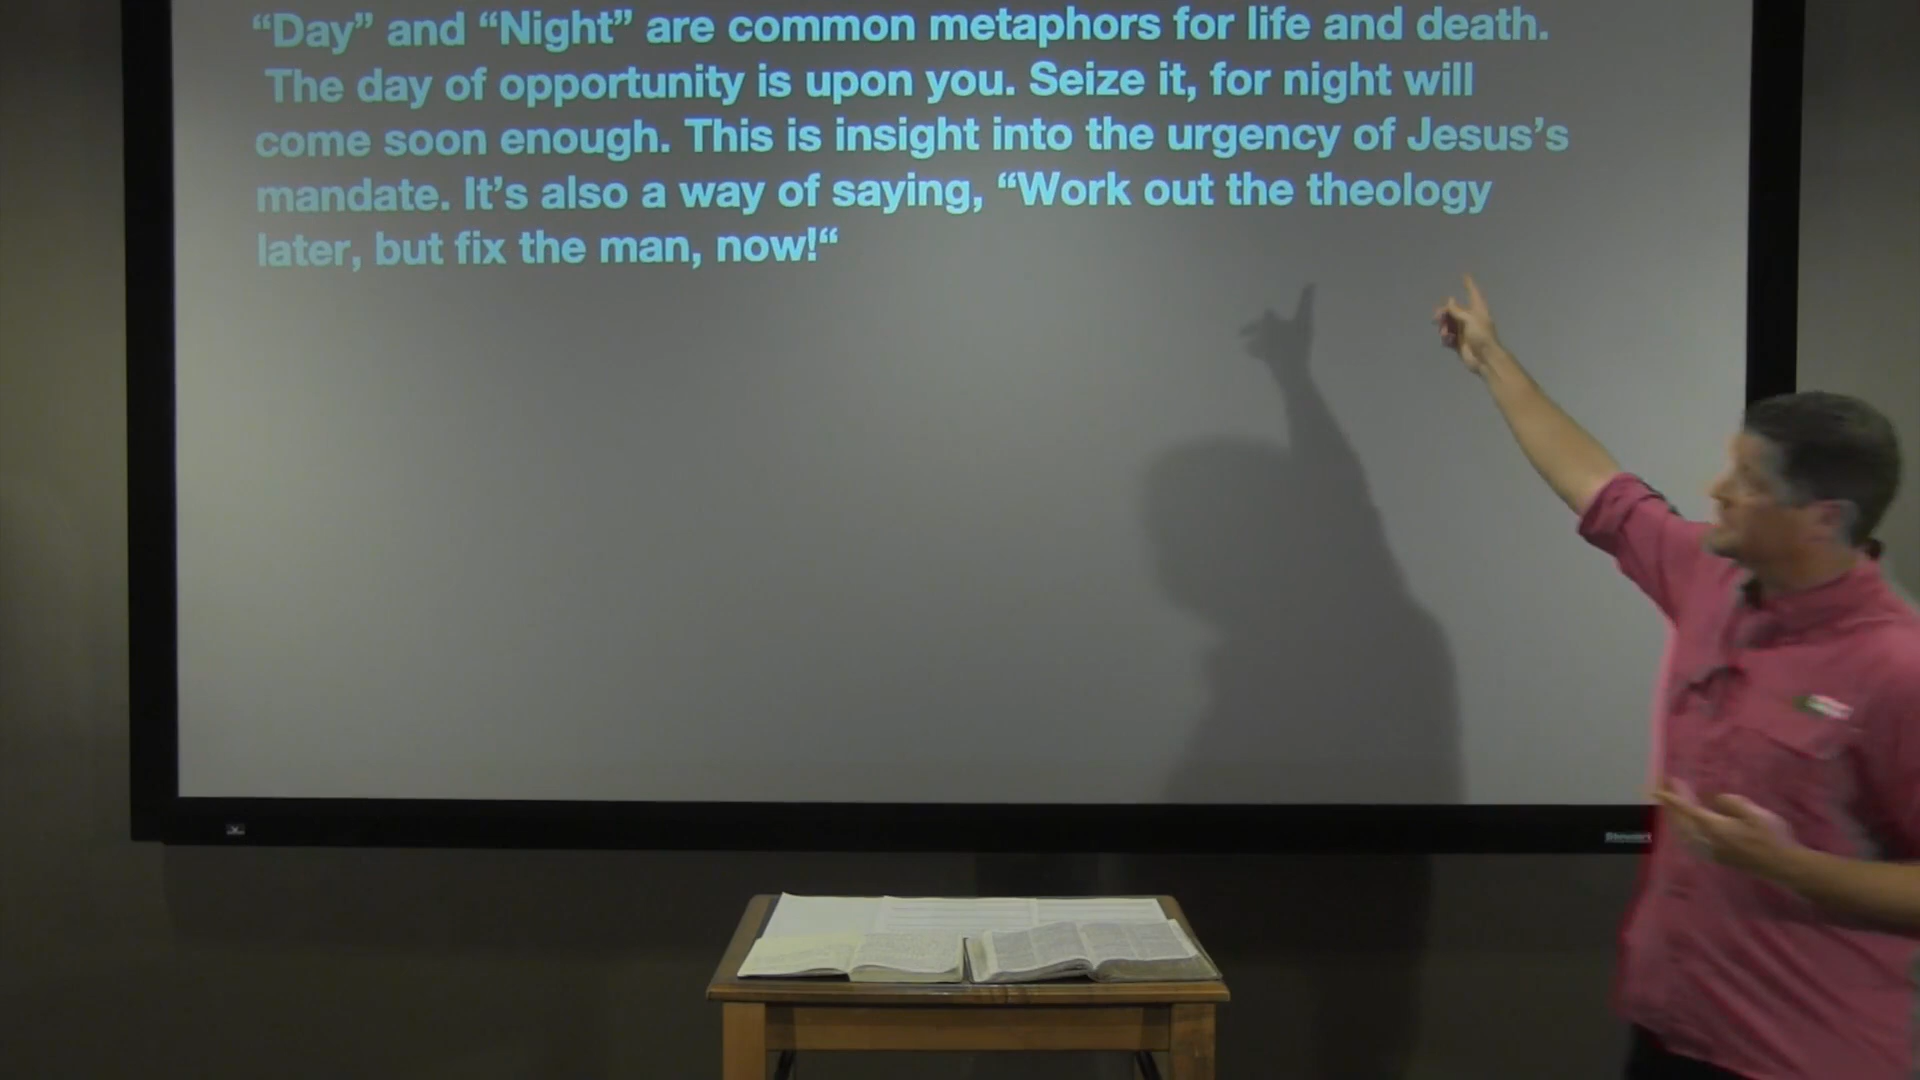 “Day” and “Night” are common metaphors for life and death.
The day of opportunity is upon you. Seize it, for night will
come soon enough. This is insight into the urgency of Jesus’s
mandate. It’s also a way of saying, “Work out the theology
later, but fix the man, now!“